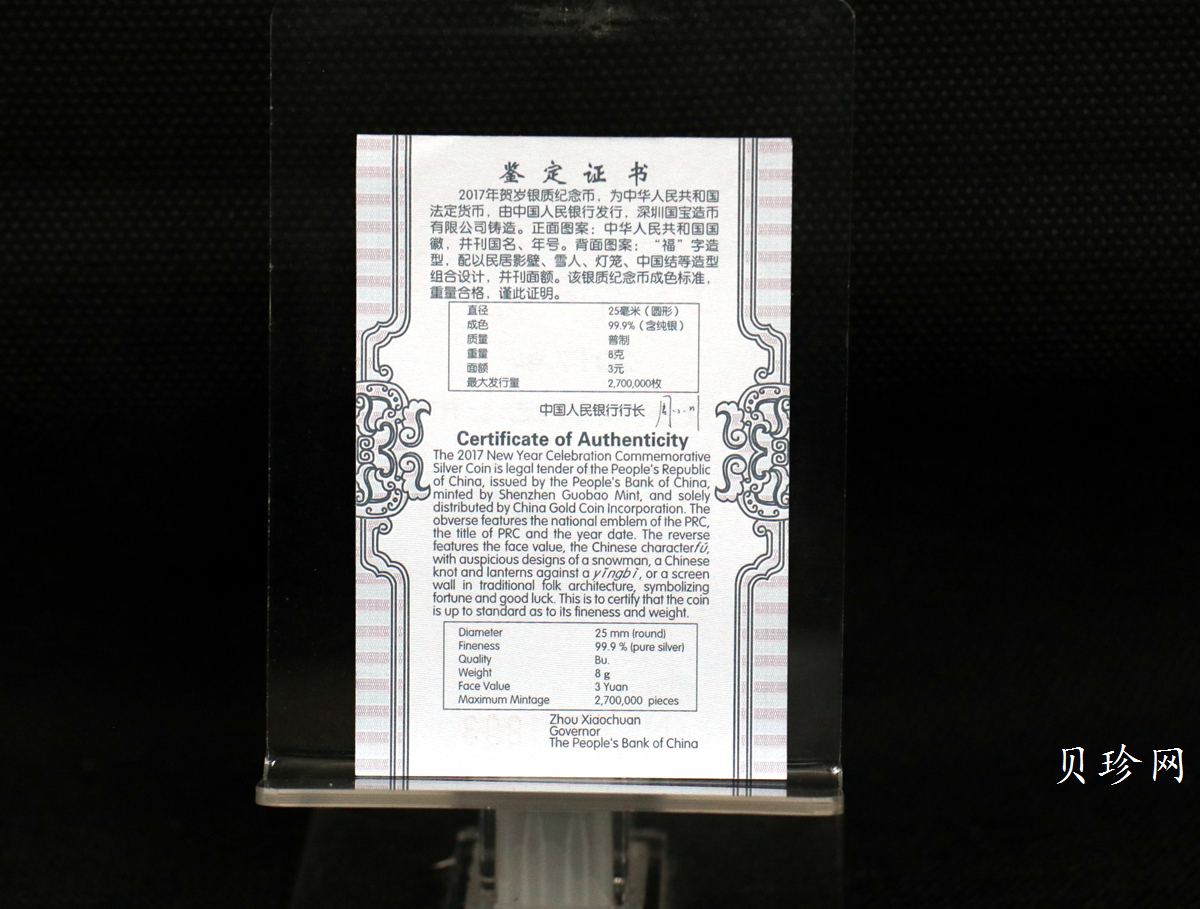 鉴定证书
2017年贺岁银质纪念币，为中华人民共和国
法定货币，由中国人民银行发行，深圳国宝造币
有限公司铸造。正面图案：中华人民共和国国
徽，并刊国名、年号。背面图案：“福”字造
型，配以民居影壁、雪人、灯笼、中国结等造型
组合设计，并刊面额。该银质纪念币成色标准，
重量合格，谨此证明。
直径 25毫米（圆形）
成色 99.9%（含纯银）
质量 普制
重量 8克
面额 3元
最大发行量 2,700,000枚
中国人民银行行长
Certificate of Authenticity
The 2017 New Year Celebration Commemorative
Silver Coin is legal tender of the People's Republic
of China, issued by the People's Bank of China,
minted by Shenzhen Guobao Mint, and solely
distributed by China Gold Coin Incorporation. The
obverse features the national emblem of the PRC,
the title of PRC and the year date. The reverse
features the face value, the Chinese character fú,
with auspicious designs of a snowman, a Chinese
knot and lanterns against a yǐngbì, or a screen
wall in traditional folk architecture, symbolizing
fortune and good luck. This is to certify that the coin
is up to standard as to its fineness and weight.
Diameter 25 mm (round)
Fineness 99.9 % (pure silver)
Quality Bu.
Weight 8 g
Face Value 3 Yuan
Maximum Mintage 2,700,000 pieces
Zhou Xiaochuan
Governor
The People's Bank of China
贝珍网